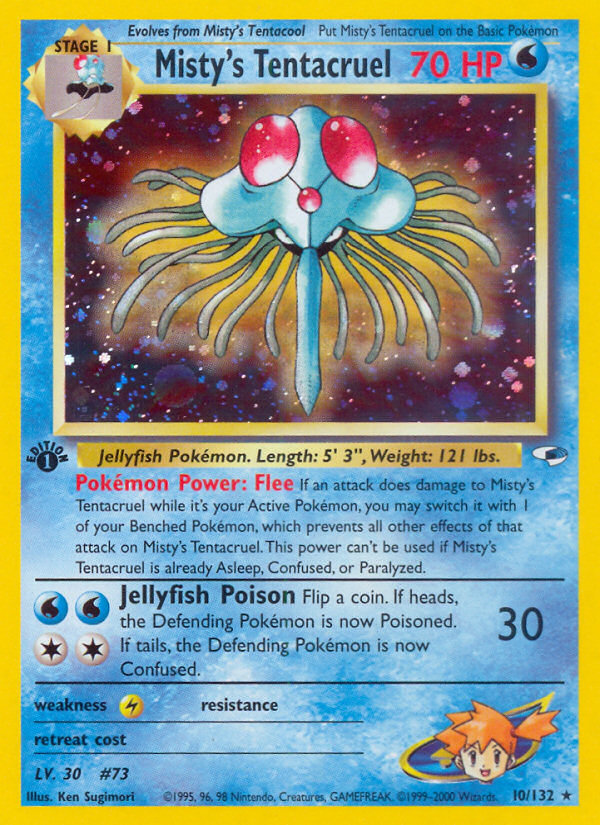 Evolves from Misty's Tentacool Put Misty's Tentacruel on the Basic Pokémon
STAGE 1
Misty's Tentacruel 70 HP
EDITION
1
Jellyfish Pokémon. Length: 5' 3", Weight: 121 lbs.
Pokémon Power: Flee If an attack does damage to Misty's
Tentacruel while it's your Active Pokémon, you may switch it with 1
of your Benched Pokémon, which prevents all other effects of that
attack on Misty's Tentacruel. This power can't be used if Misty's
Tentacruel is already Asleep, Confused, or Paralyzed.
Jellyfish Poison Flip a coin. If heads,
the Defending Pokémon is now Poisoned.
If tails, the Defending Pokémon is now
Confused.
30
weakness resistance
retreat cost
LV. 30 #73
Illus. Ken Sugimori ©1995, 96, 98 Nintendo, Creatures, GAMEFREAK. ©1999-2000 Wizards. 10/132 ★